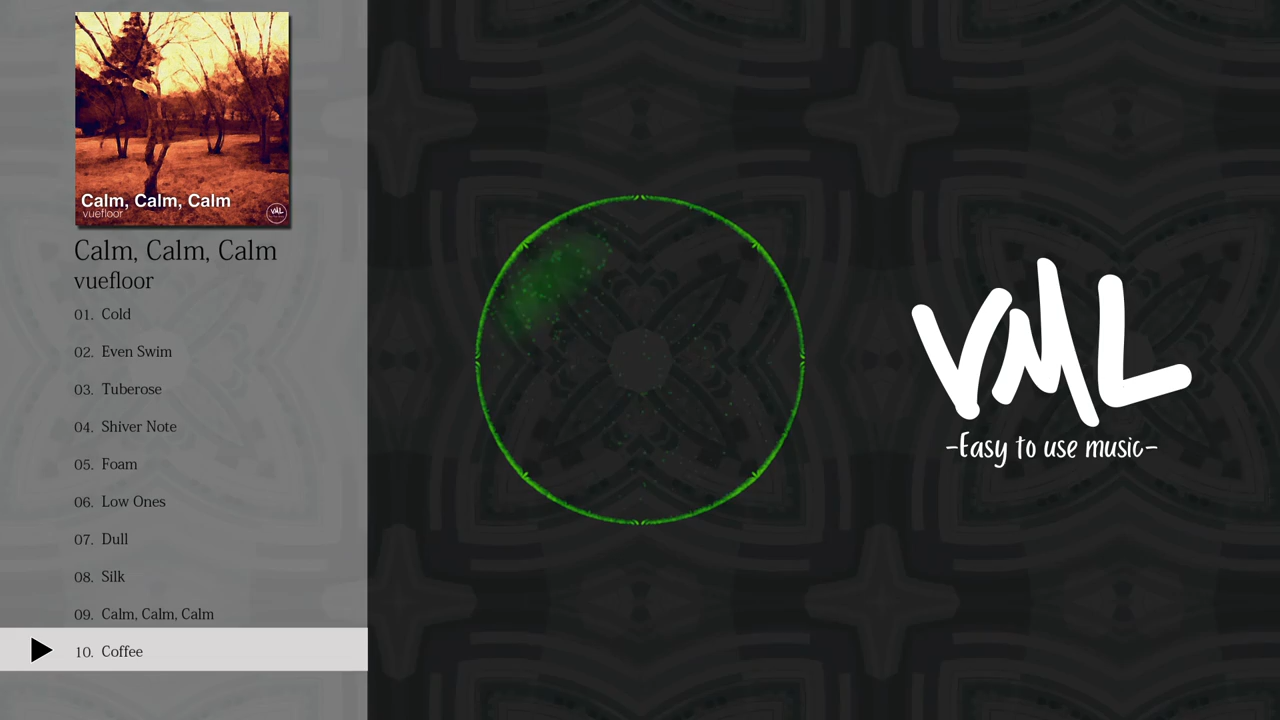 Calm, Calm, Calm
vuefloor
VML
Calm, Calm, Calm
vuefloor
01. Cold
02. Even Swim
03. Tuberose
04. Shiver Note
05. Foam
06. Low Ones
07. Dull
08. Silk
09. Calm, Calm, Calm
10. Coffee
VML
-Easy to use music-